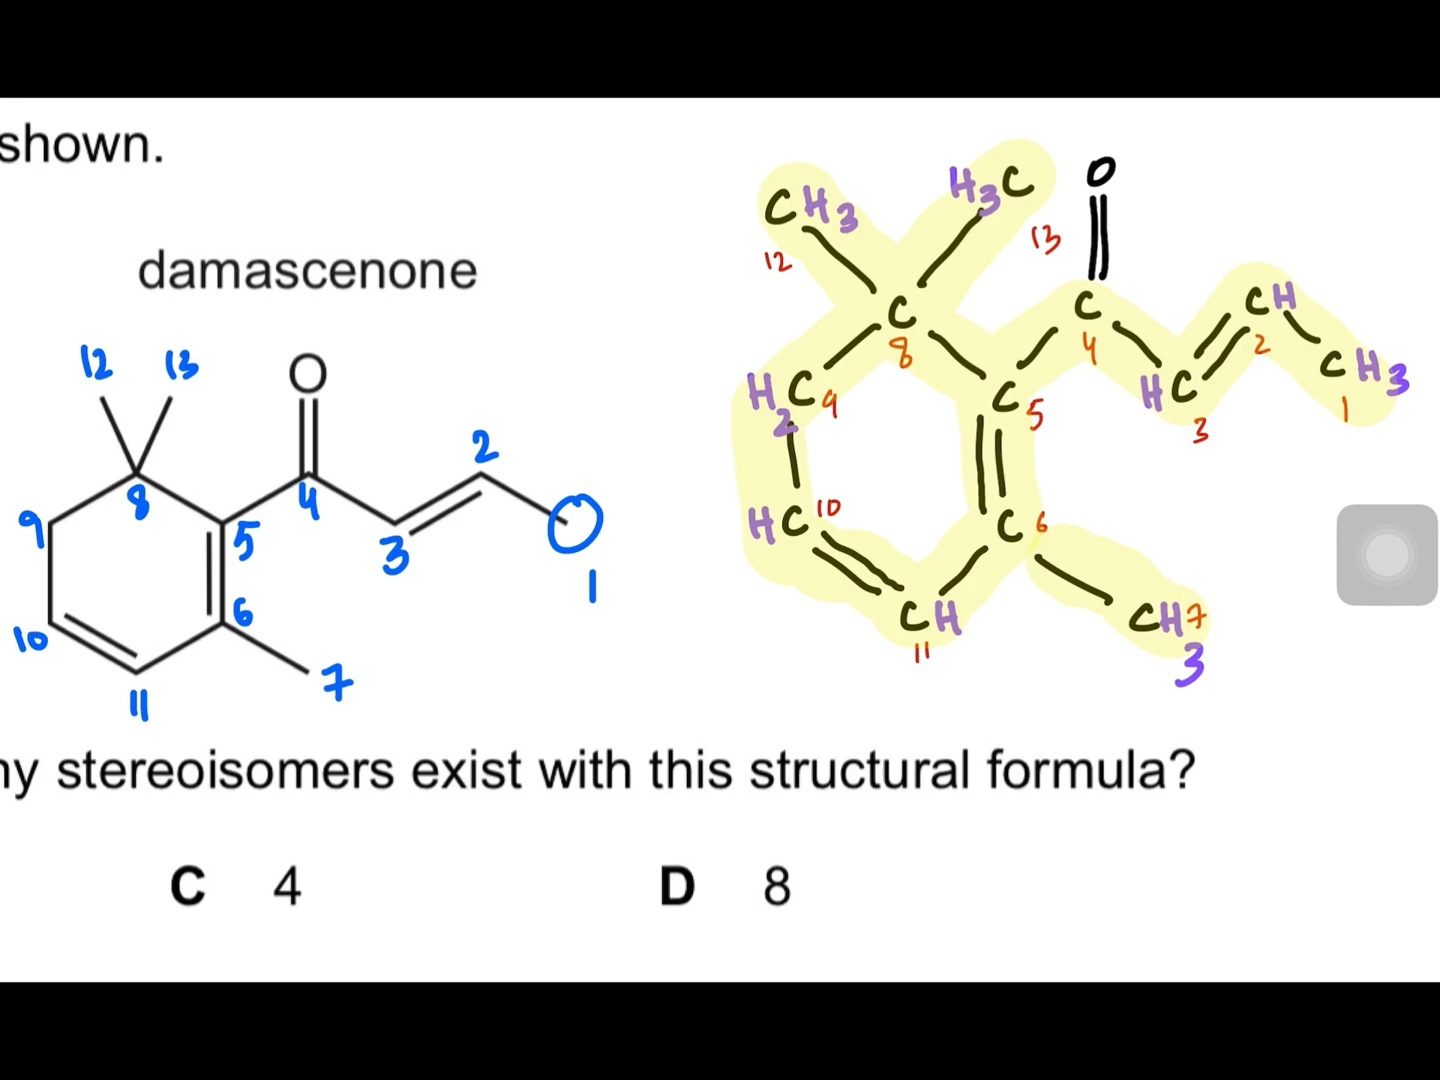 shown.
damascenone
12 13
O
2
8 4
9
5
3
1
6
10
7
11
CH3 H3C O
12 13
C C CH
8 4 2
H2C 9 C 5 HC 3 CH3 1
HC 10 C 6
CH 11 CH3 7
ny stereoisomers exist with this structural formula?
C 4 D 8